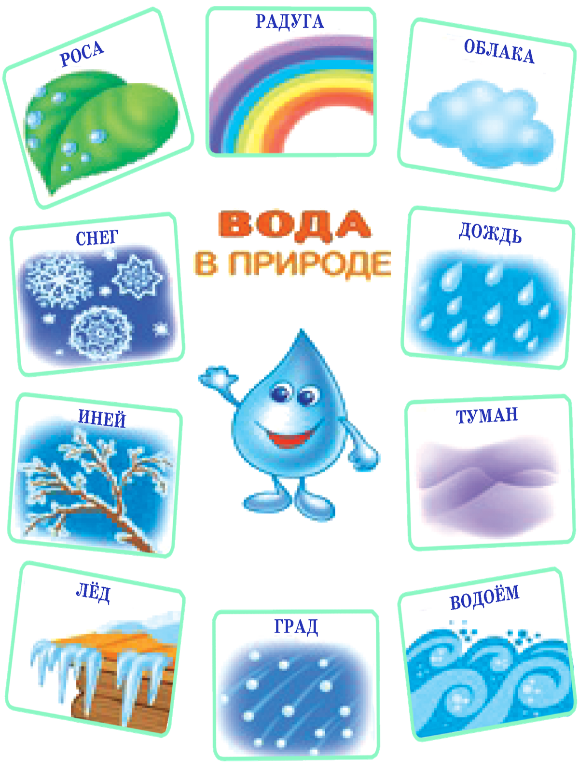 РОСА
РАДУГА
ОБЛАКА
ВОДА
В ПРИРОДЕ
СНЕГ
ДОЖДЬ
ИНЕЙ
ТУМАН
ЛЁД
ГРАД
ВОДОЁМ